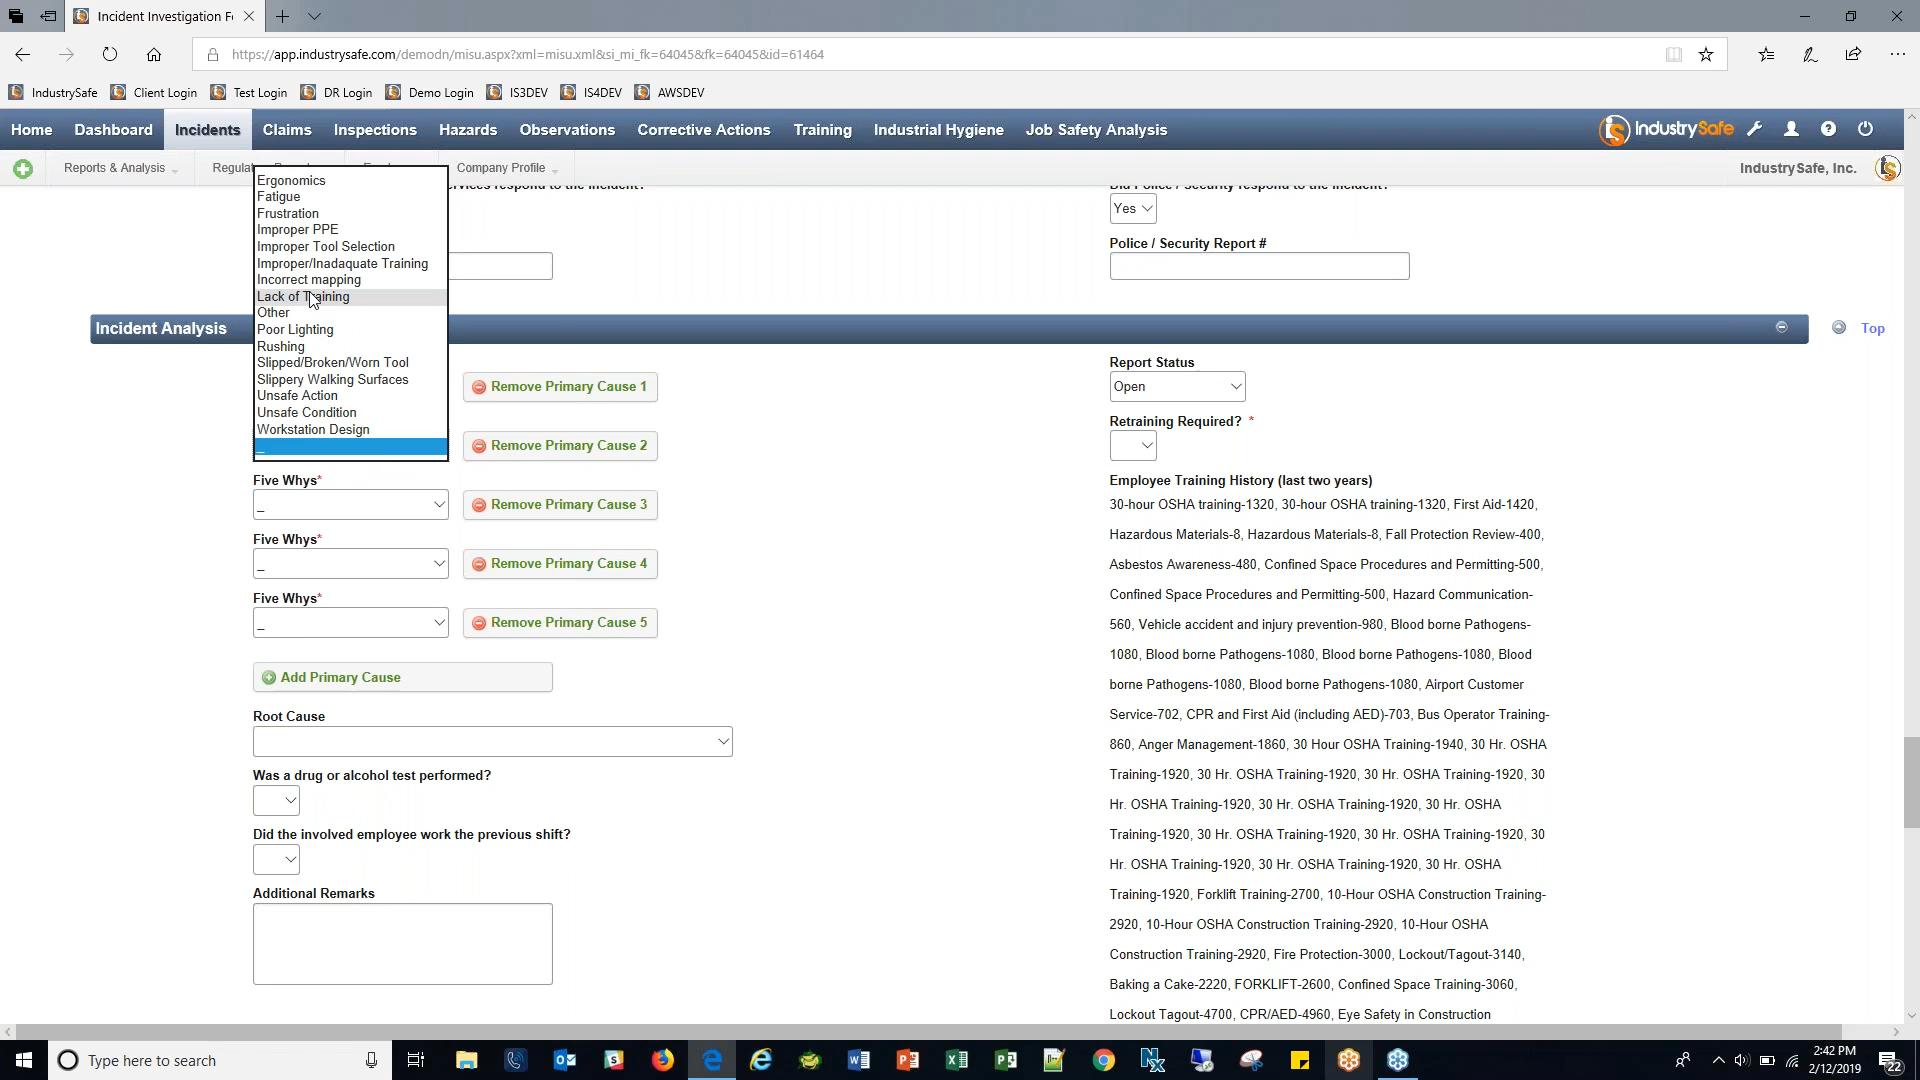 Incident Investigation Fo
https://app.industrysafe.com/demodn/misu.aspx?xml=misu.xml&si_mi_fk=64045&fk=64045&id=61464
IndustrySafe Client Login Test Login DR Login Demo Login IS3DEV IS4DEV AWSDEV
Home Dashboard Incidents Claims Inspections Hazards Observations Corrective Actions Training Industrial Hygiene Job Safety Analysis IndustrySafe
Reports & Analysis Regulat Company Profile IndustrySafe, Inc.
ervices respond to the incident?
Did Police / Security respond to the incident?
Yes
Police / Security Report #
Ergonomics
Fatigue
Frustration
Improper PPE
Improper Tool Selection
Improper/Inadaquate Training
Incorrect mapping
Lack of Training
Other
Poor Lighting
Rushing
Slipped/Broken/Worn Tool
Slippery Walking Surfaces
Unsafe Action
Unsafe Condition
Workstation Design
_
Incident Analysis
Top
Remove Primary Cause 1
Remove Primary Cause 2
Five Whys*
_
Remove Primary Cause 3
Five Whys*
_
Remove Primary Cause 4
Five Whys*
_
Remove Primary Cause 5
Add Primary Cause
Root Cause
Was a drug or alcohol test performed?
Did the involved employee work the previous shift?
Additional Remarks
Report Status
Open
Retraining Required? *
Employee Training History (last two years)
30-hour OSHA training-1320, 30-hour OSHA training-1320, First Aid-1420,
Hazardous Materials-8, Hazardous Materials-8, Fall Protection Review-400,
Asbestos Awareness-480, Confined Space Procedures and Permitting-500,
Confined Space Procedures and Permitting-500, Hazard Communication-
560, Vehicle accident and injury prevention-980, Blood borne Pathogens-
1080, Blood borne Pathogens-1080, Blood borne Pathogens-1080, Blood
borne Pathogens-1080, Blood borne Pathogens-1080, Airport Customer
Service-702, CPR and First Aid (including AED)-703, Bus Operator Training-
860, Anger Management-1860, 30 Hour OSHA Training-1940, 30 Hr. OSHA
Training-1920, 30 Hr. OSHA Training-1920, 30 Hr. OSHA Training-1920, 30
Hr. OSHA Training-1920, 30 Hr. OSHA Training-1920, 30 Hr. OSHA
Training-1920, 30 Hr. OSHA Training-1920, 30 Hr. OSHA Training-1920, 30
Hr. OSHA Training-1920, 30 Hr. OSHA Training-1920, 30 Hr. OSHA
Training-1920, Forklift Training-2700, 10-Hour OSHA Construction Training-
2920, 10-Hour OSHA Construction Training-2920, 10-Hour OSHA
Construction Training-2920, Fire Protection-3000, Lockout/Tagout-3140,
Baking a Cake-2220, FORKLIFT-2600, Confined Space Training-3060,
Lockout Tagout-4700, CPR/AED-4960, Eye Safety in Construction
Type here to search
2:42 PM
2/12/2019
22